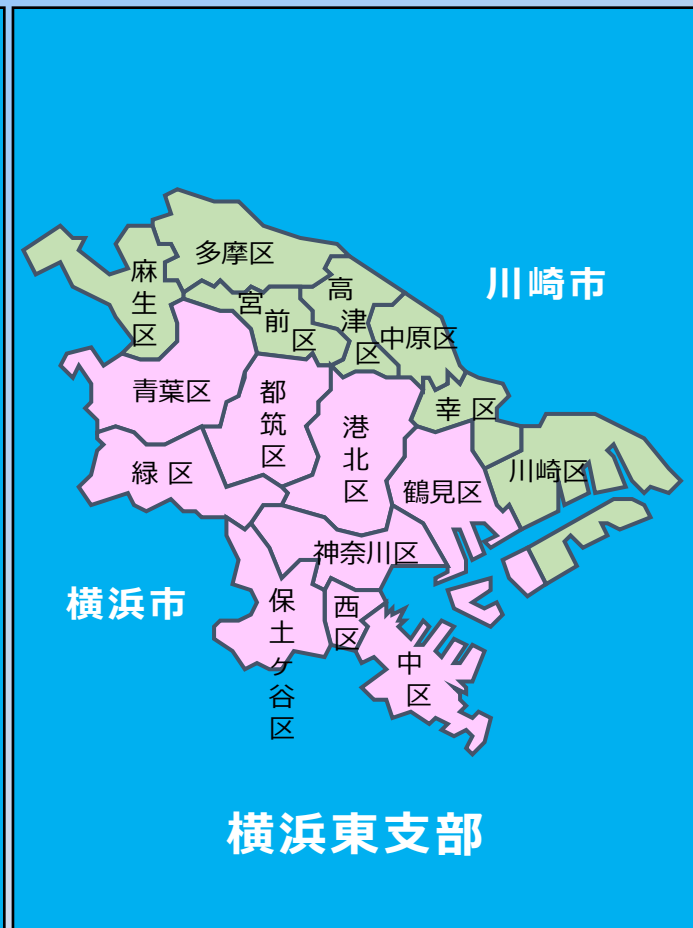 多摩区
麻生区
川崎市
宮前区
高津区
中原区
青葉区
都筑区
幸区
港北区
緑区
鶴見区
川崎区
神奈川区
横浜市
保土ケ谷区
西区
中区
横浜東支部